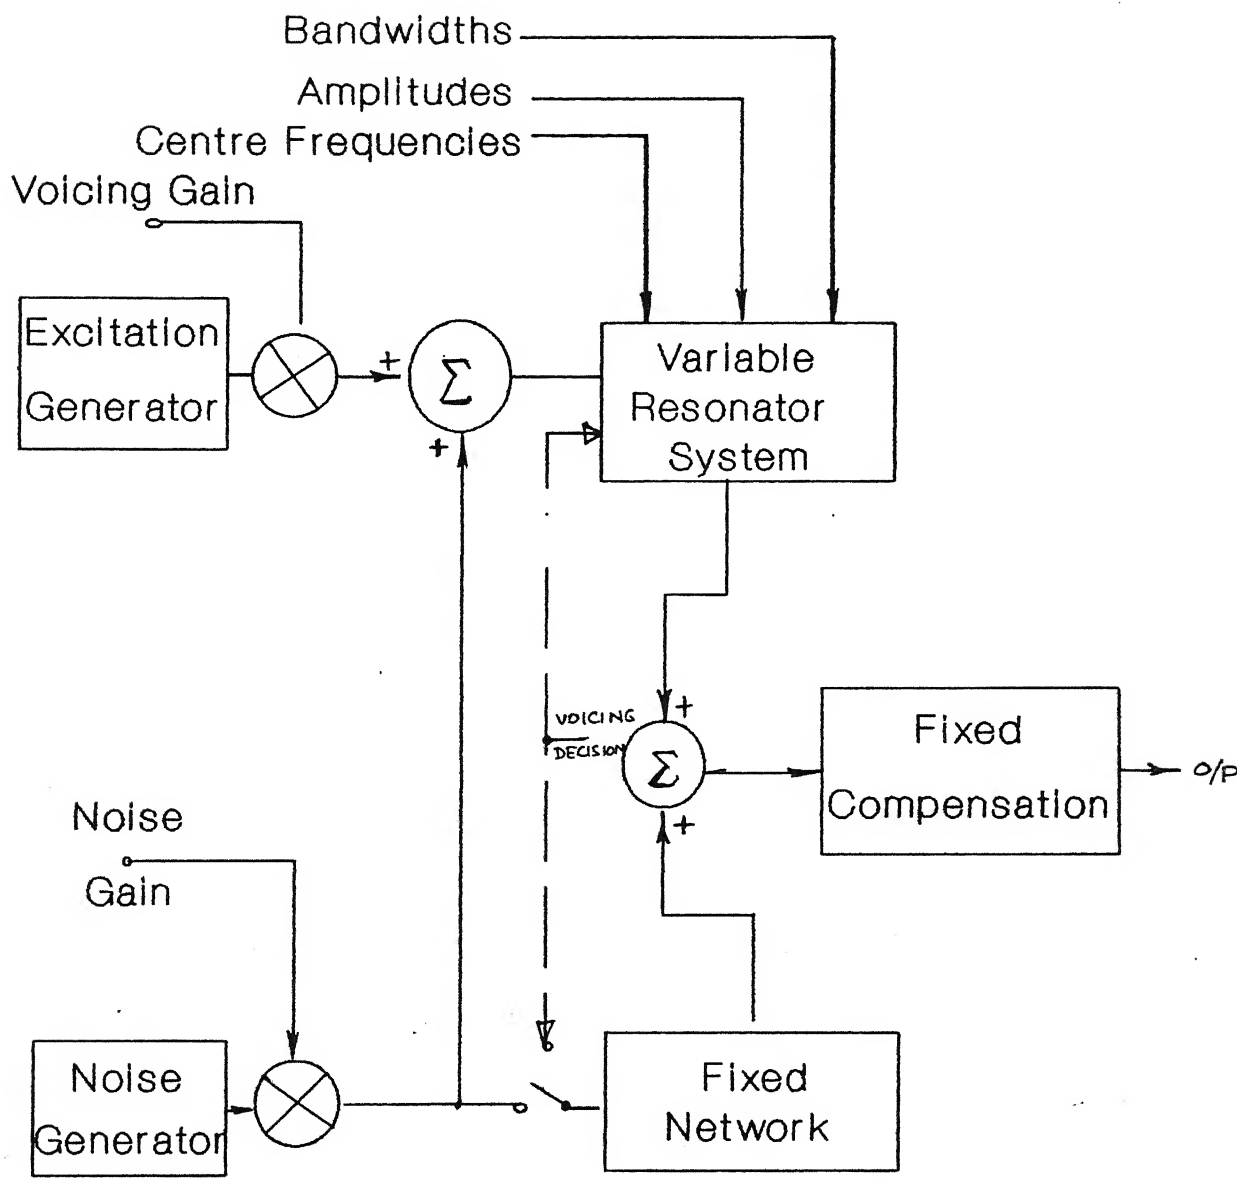 Bandwidths
Amplitudes
Centre Frequencies
Voicing Gain
Excitation
Generator
+
Σ
+
Variable
Resonator
System
VOICING
DECISION
+
Σ
+
Fixed
Compensation
O/P
Noise
Gain
Noise
Generator
Fixed
Network